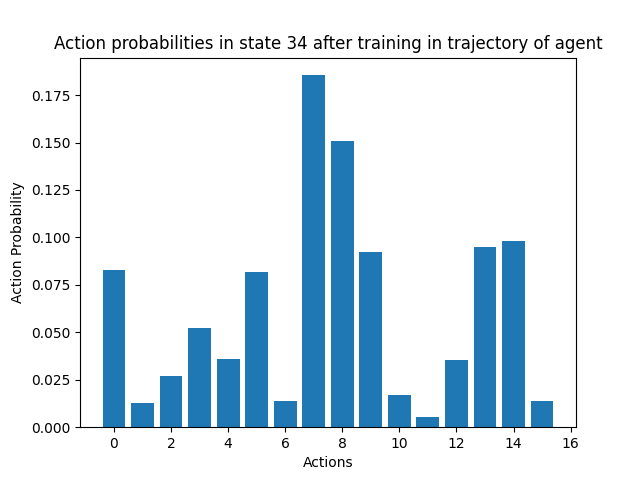 Action probabilities in state 34 after training in trajectory of agent
0.175
0.150
0.125
0.100
0.075
0.050
0.025
0.000
Action Probability
0 2 4 6 8 10 12 14 16
Actions